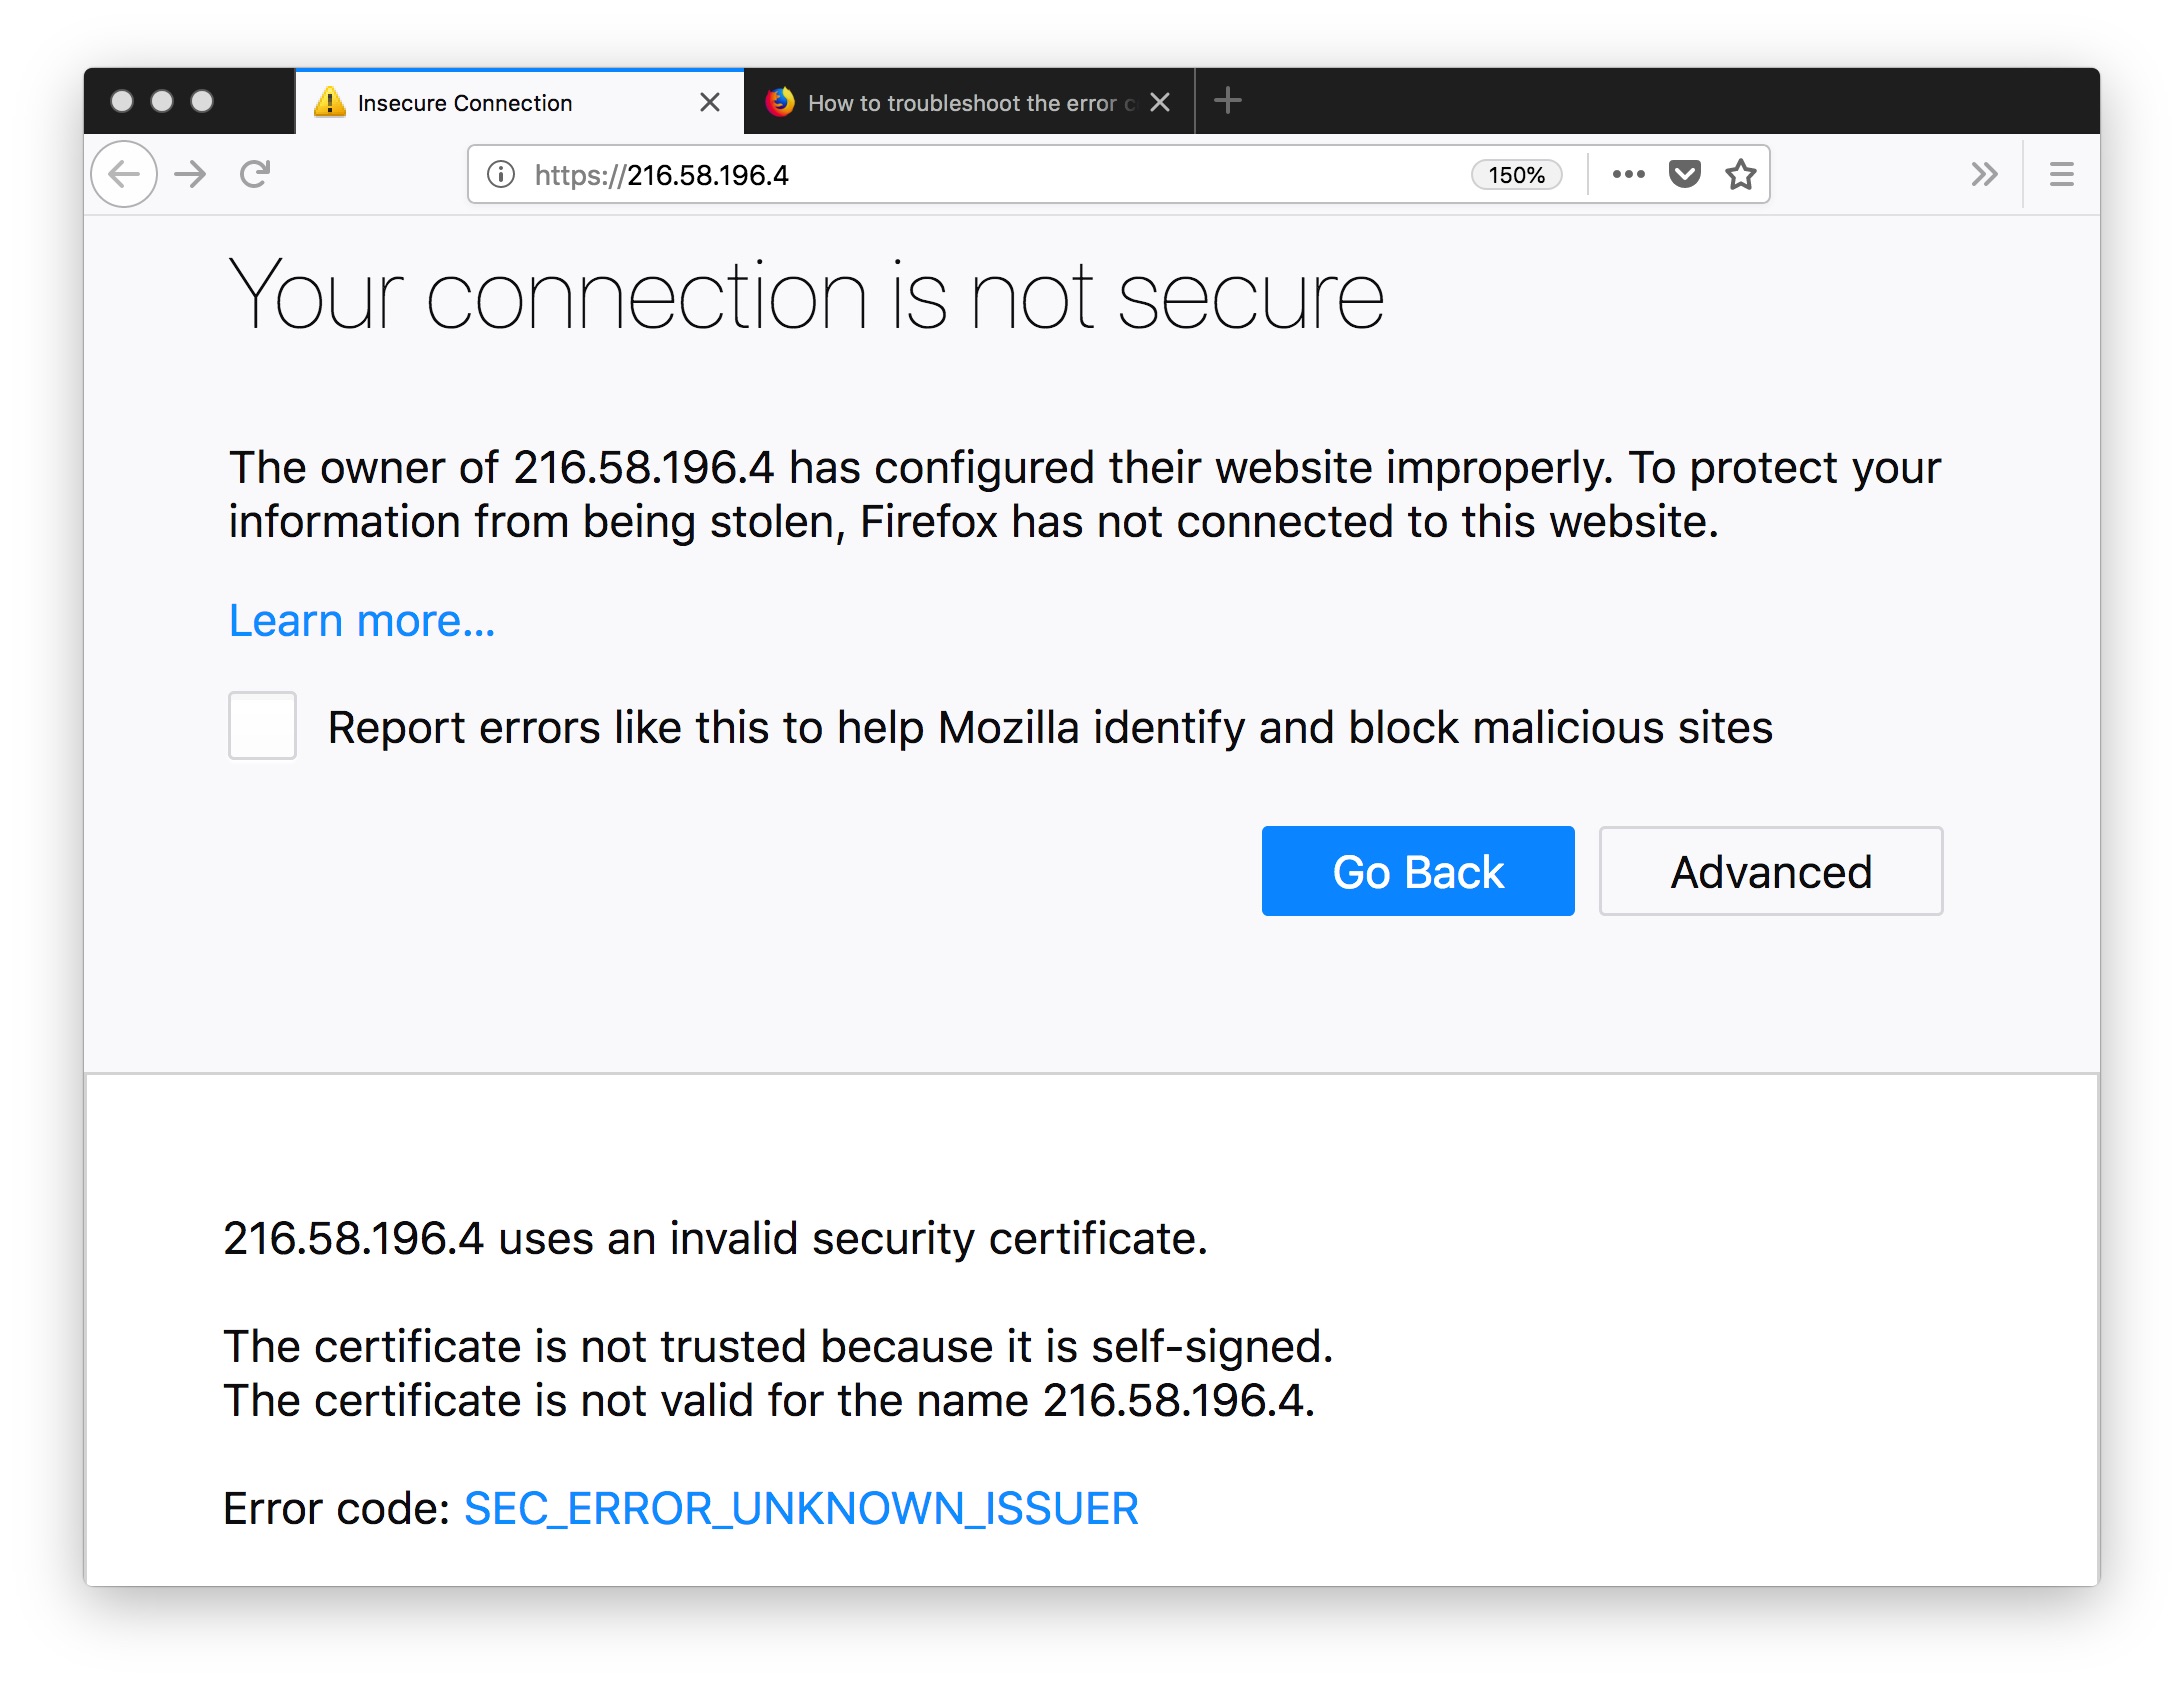 Insecure Connection
How to troubleshoot the error c
https://216.58.196.4
150%
Your connection is not secure
The owner of 216.58.196.4 has configured their website improperly. To protect your
information from being stolen, Firefox has not connected to this website.
Learn more...
Report errors like this to help Mozilla identify and block malicious sites
Go Back
Advanced
216.58.196.4 uses an invalid security certificate.
The certificate is not trusted because it is self-signed.
The certificate is not valid for the name 216.58.196.4.
Error code: SEC_ERROR_UNKNOWN_ISSUER